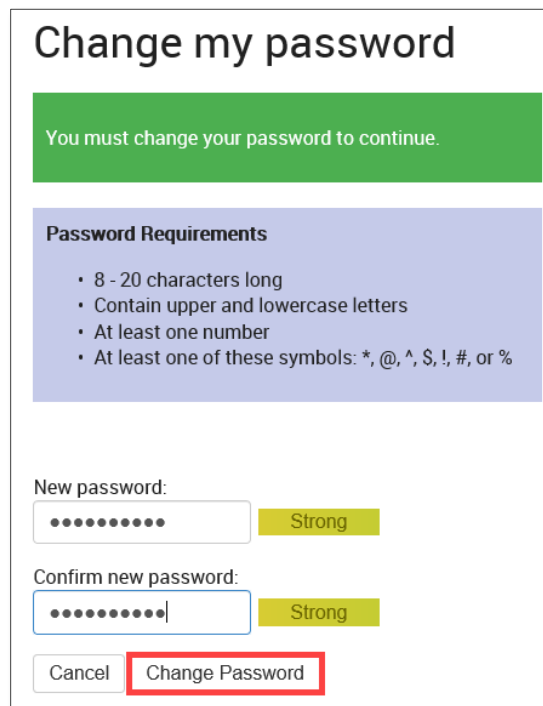 Change my password
You must change your password to continue.
Password Requirements
• 8 - 20 characters long
• Contain upper and lowercase letters
• At least one number
• At least one of these symbols: *, @, ^, $, !, #, or %
New password:
•••••••••• Strong
Confirm new password:
•••••••••• Strong
Cancel Change Password